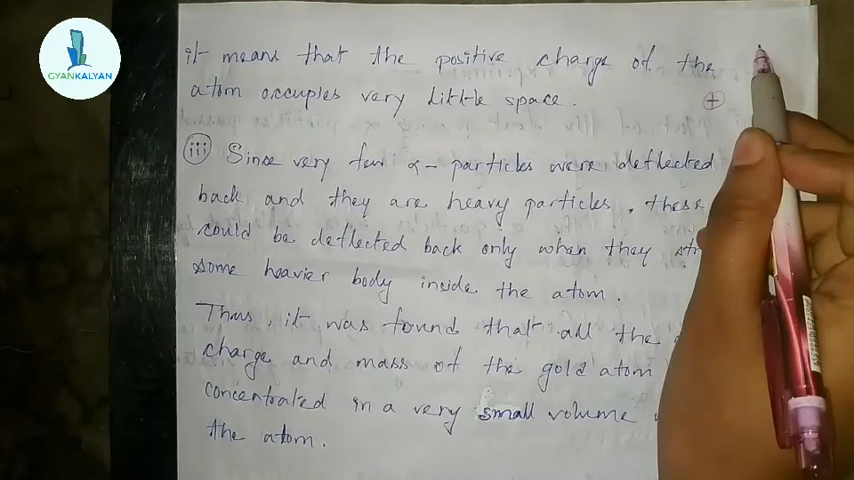 GYANKALYAN
it means that the positive charge of the
atom occupies very little space.
+
iii Since very few α- particles were deflected
back and they are heavy particles. These
could be deflected back only when they
some heavier body inside the atom.
Thus, it was found that all the
charge and mass of the gold atom
concentrated in a very small volume
the atom.